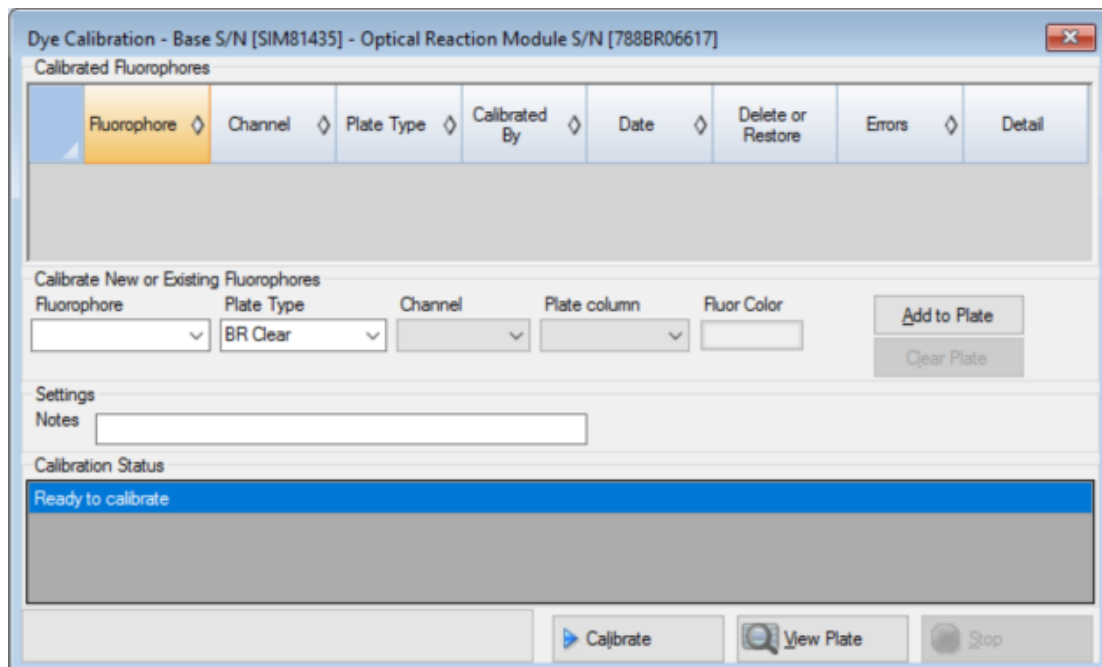 Dye Calibration - Base S/N [SIM81435] - Optical Reaction Module S/N [788BR06617]
Calibrated Fluorophores
Fluorophore Channel Plate Type Calibrated By Date Delete or Restore Errors Detail
Calibrate New or Existing Fluorophores
Fluorophore Plate Type Channel Plate column Fluor Color
BR Clear
Add to Plate
Clear Plate
Settings
Notes
Calibration Status
Ready to calibrate
Calibrate View Plate Stop